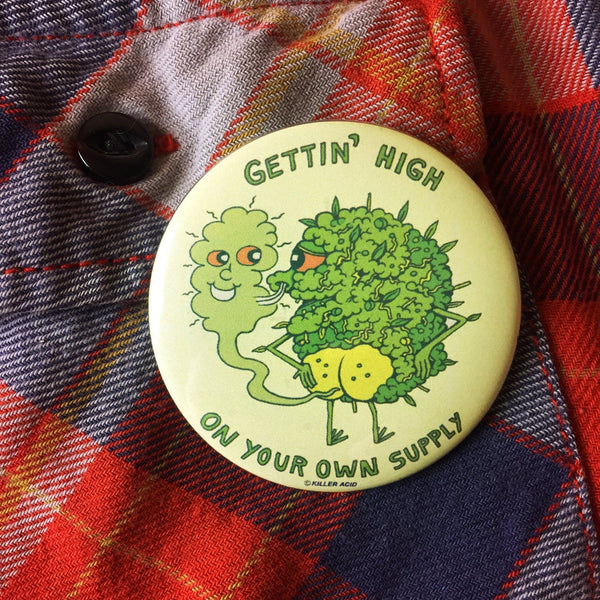 GETTIN' HIGH
ON YOUR OWN SUPPLY
© KILLER ACID